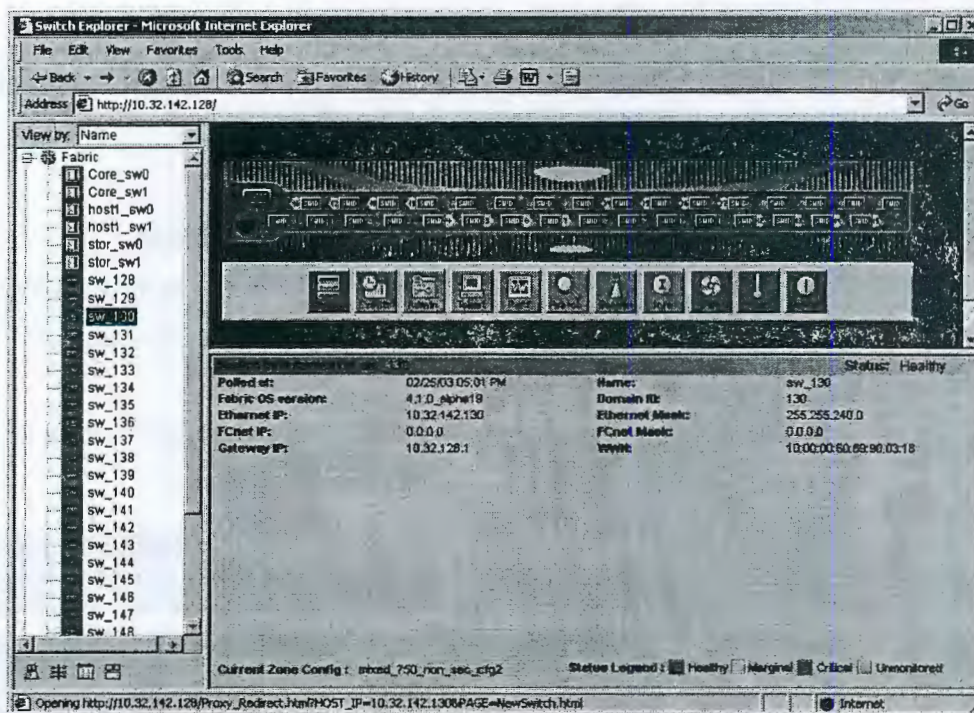 Switch Explorer - Microsoft Internet Explorer
File Edit View Favorites Tools Help
Back Search Favorites History
Address http://10.32.142.128/ Go
View by: Name
Fabric
Core_sw0
Core_sw1
host1_sw0
host1_sw1
stor_sw0
stor_sw1
sw_128
sw_129
sw_130
sw_131
sw_132
sw_133
sw_134
sw_135
sw_136
sw_137
sw_138
sw_139
sw_140
sw_141
sw_142
sw_143
sw_144
sw_145
sw_146
sw_147
sw_148
Status: Healthy
Polled at: 02/25/03 05:01 PM Name: sw_130
Fabric OS version: 4.1.0_alpha19 Domain ID: 130
Ethernet IP: 10.32.142.130 Ethernet Mask: 255.255.240.0
FCnet IP: 0.0.0.0 FCnet Mask: 0.0.0.0
Gateway IP: 10.32.128.1 WWN: 10:00:00:60:69:90:03:18
Current Zone Config : mixed_750_non_sec_cfg2 Status Legend : Healthy Marginal Critical Unmonitored
Opening http://10.32.142.128/Proxy_Redirect.html?HOST_IP=10.32.142.130&PAGE=NewSwitch.html Internet